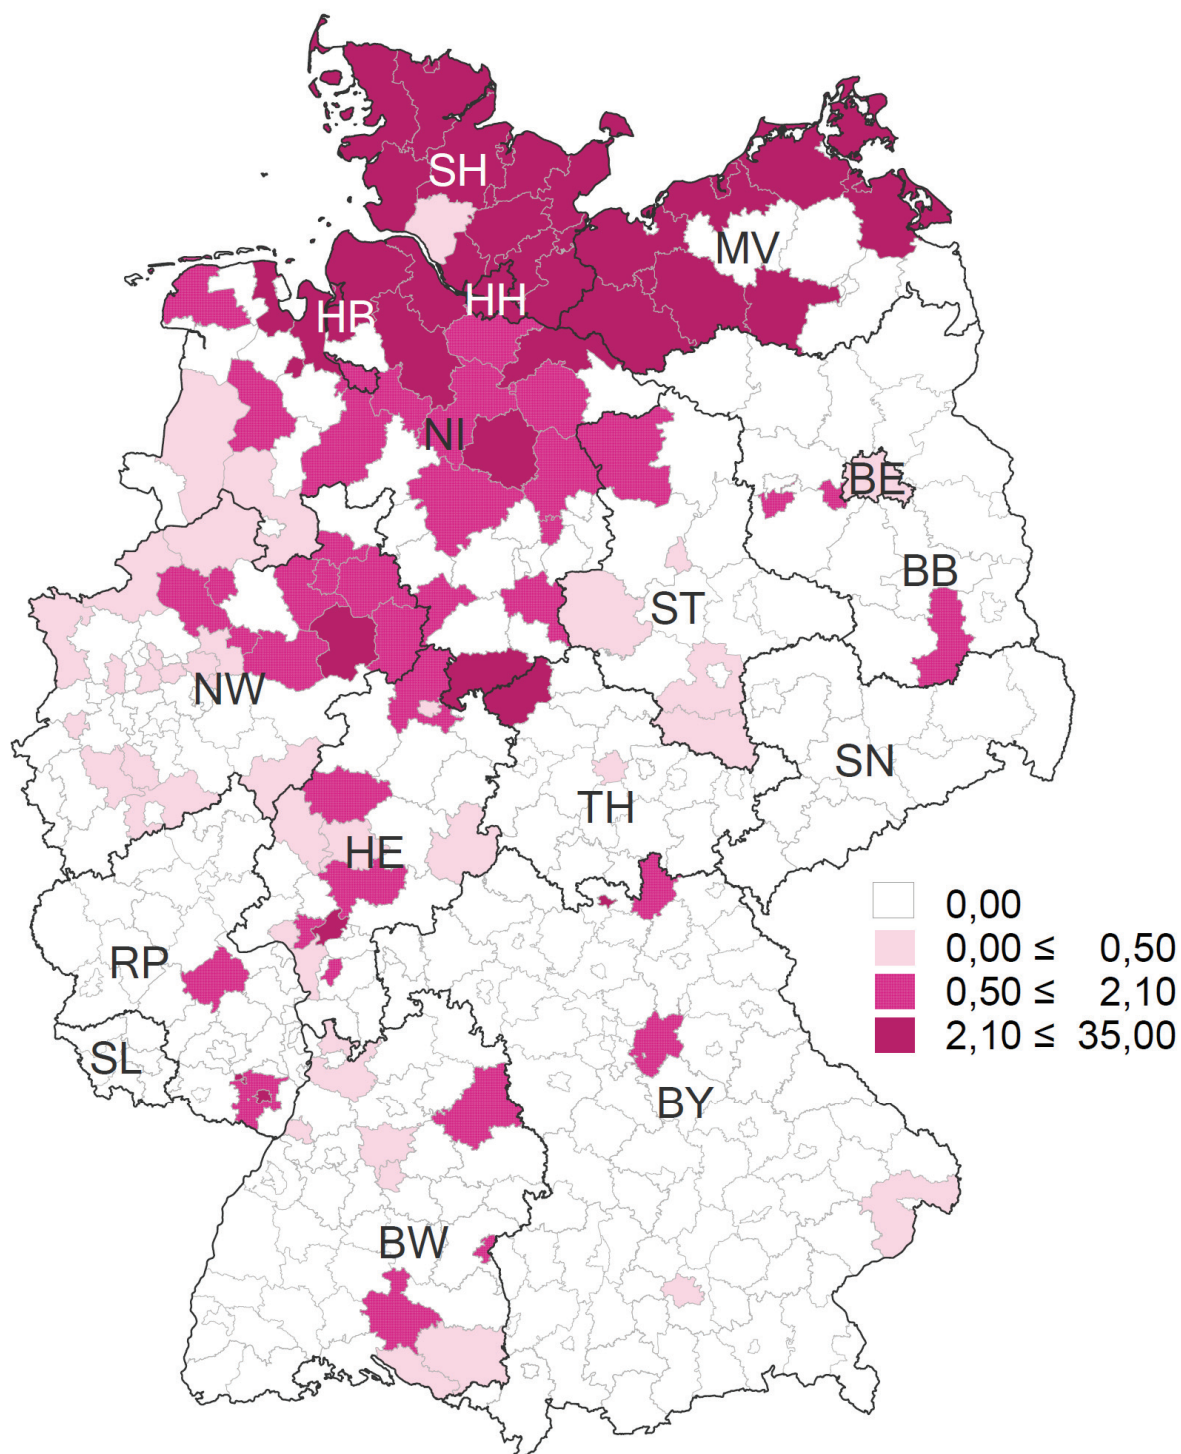 SH
MV
HH
HB
NI
BE
BB
ST
NW
SN
TH
HE
RP
SL
BY
BW
0,00
0,00 ≤ 0,50
0,50 ≤ 2,10
2,10 ≤ 35,00